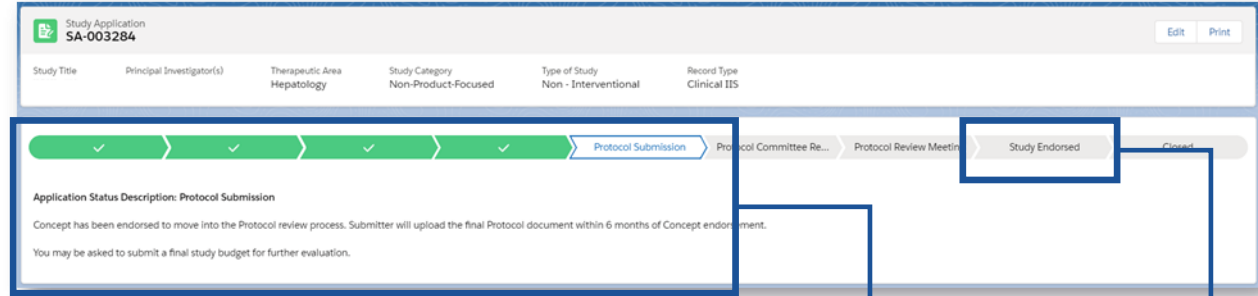 Study Application
SA-003284
Edit Print
Study Title Principal Investigator(s) Therapeutic Area Study Category Type of Study Record Type
Hepatology Non-Product-Focused Non - Interventional Clinical IIS
Protocol Submission Protocol Committee Re... Protocol Review Meetin Study Endorsed Closed
Application Status Description: Protocol Submission
Concept has been endorsed to move into the Protocol review process. Submitter will upload the final Protocol document within 6 months of Concept endorsement.
You may be asked to submit a final study budget for further evaluation.